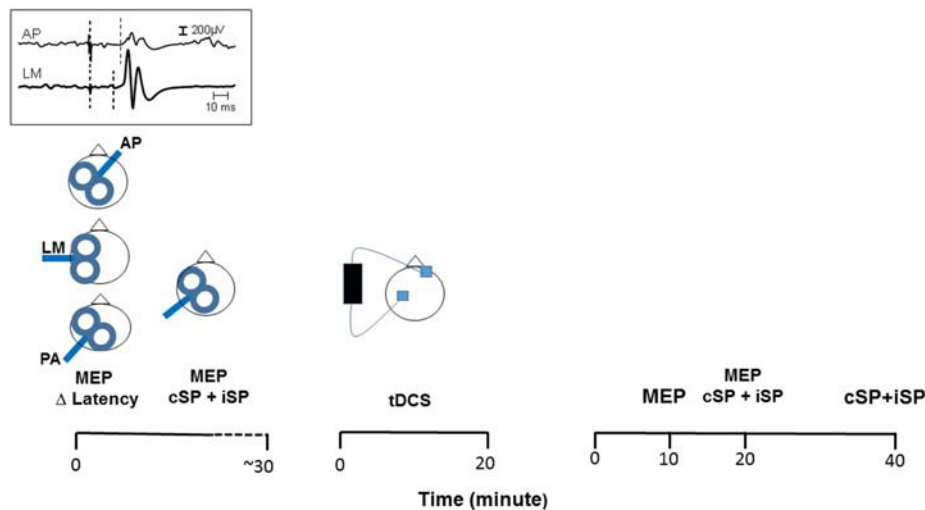 AP
200µV
LM
10 ms
AP
LM
PA
MEP
Δ Latency
MEP
cSP + iSP
tDCS
MEP
MEP
cSP + iSP
cSP+iSP
0
~30
0
20
0
10
20
40
Time (minute)